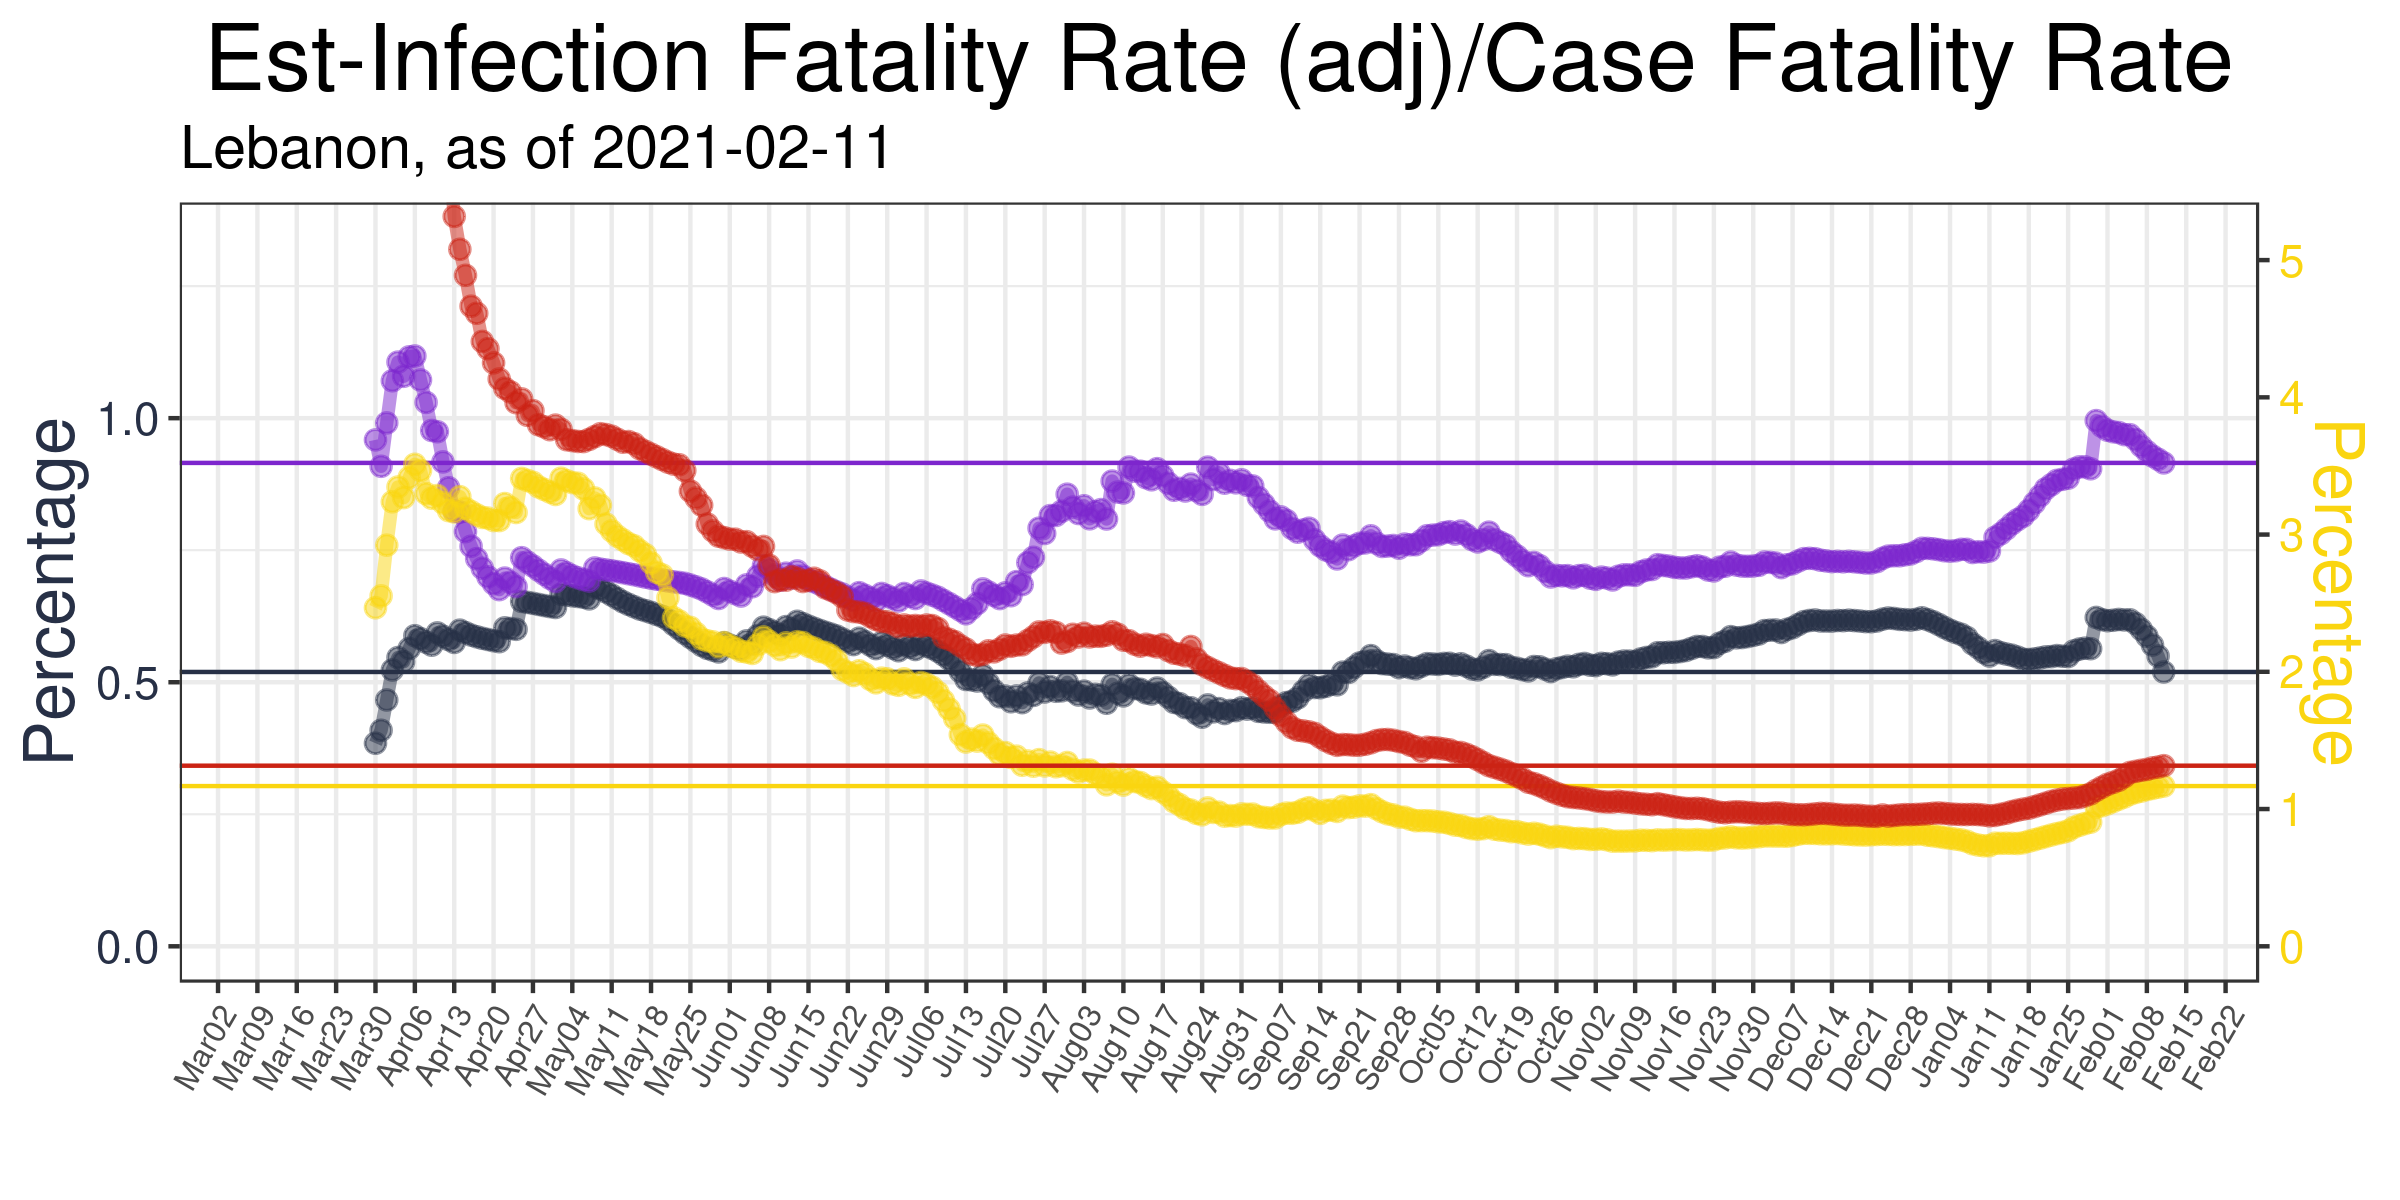 Est-Infection Fatality Rate (adj)/Case Fatality Rate
Lebanon, as of 2021-02-11
Percentage
1.0
0.5
0.0
5
4
3
2
1
0
Percentage
Mar02
Mar09
Mar16
Mar23
Mar30
Apr06
Apr13
Apr20
Apr27
May04
May11
May18
May25
Jun01
Jun08
Jun15
Jun22
Jun29
Jul06
Jul13
Jul20
Jul27
Aug03
Aug10
Aug17
Aug24
Aug31
Sep07
Sep14
Sep21
Sep28
Oct05
Oct12
Oct19
Oct26
Nov02
Nov09
Nov16
Nov23
Nov30
Dec07
Dec14
Dec21
Dec28
Jan04
Jan11
Jan18
Jan25
Feb01
Feb08
Feb15
Feb22